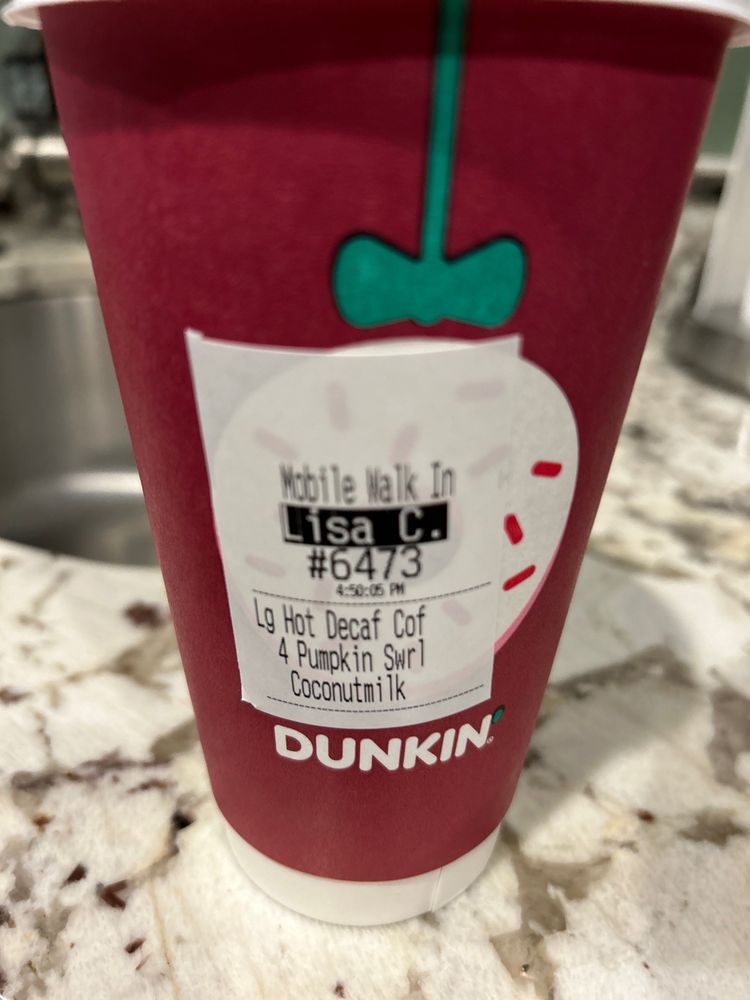 Mobile Walk In
Lisa C.
#6473
4:50:05 PM
Lg Hot Decaf Cof
4 Pumpkin Swrl
Coconutmilk
DUNKIN'®